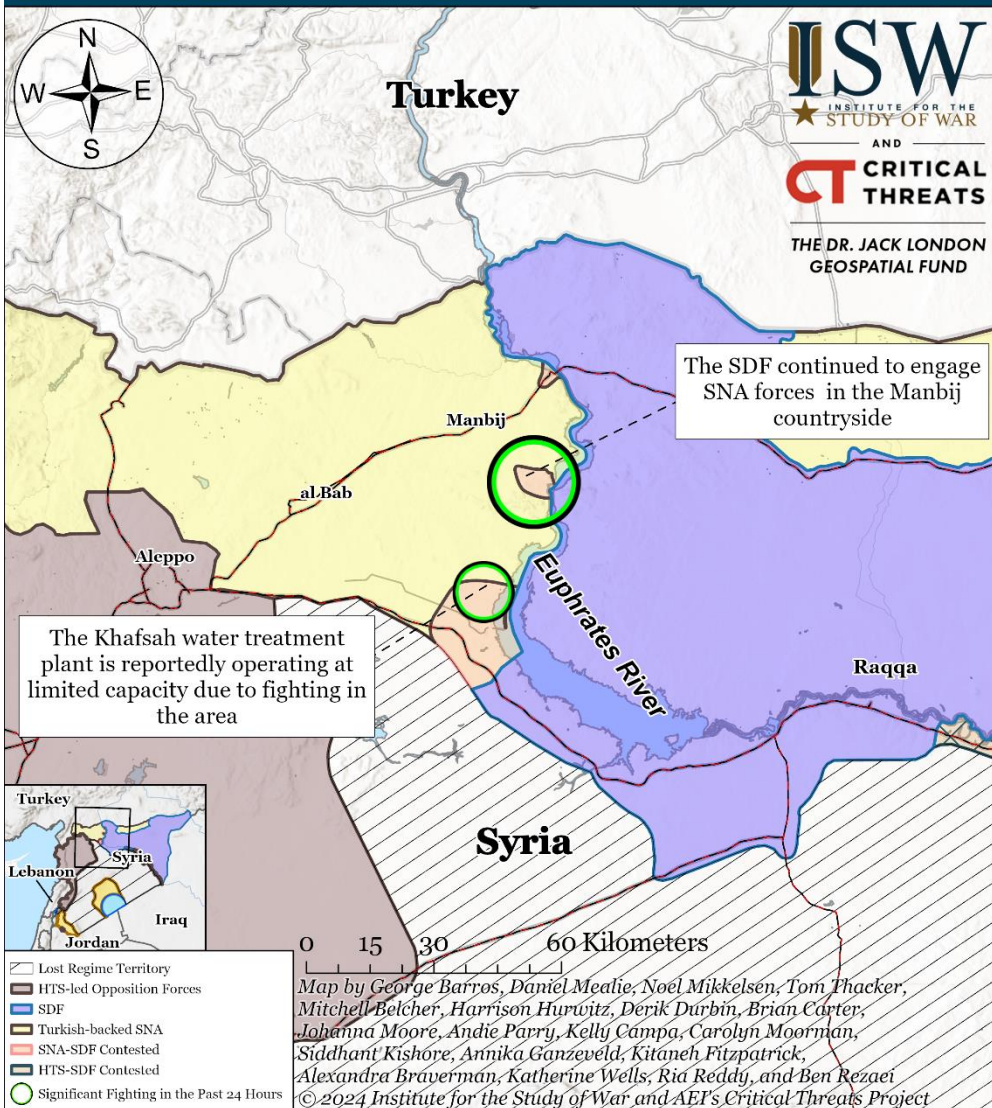 N
W E
S
Turkey
ISW
INSTITUTE FOR THE
STUDY OF WAR
AND
CT CRITICAL
THREATS
THE DR. JACK LONDON
GEOSPATIAL FUND
The SDF continued to engage
SNA forces in the Manbij
countryside
Manbij
al Bab
Aleppo
Euphrates River
The Khafsah water treatment
plant is reportedly operating at
limited capacity due to fighting in
the area
Raqqa
Syria
Turkey
Syria
Lebanon
Iraq
Jordan
0 15 30 60 Kilometers
Lost Regime Territory
HTS-led Opposition Forces
SDF
Turkish-backed SNA
SNA-SDF Contested
HTS-SDF Contested
Significant Fighting in the Past 24 Hours
Map by George Barros, Daniel Mealie, Noel Mikkelsen, Tom Thacker,
Mitchell Belcher, Harrison Hurwitz, Derik Durbin, Brian Carter,
Johanna Moore, Andie Parry, Kelly Campa, Carolyn Moorman,
Siddhant Kishore, Annika Ganzeveld, Kitaneh Fitzpatrick,
Alexandra Braverman, Katherine Wells, Ria Reddy, and Ben Rezaei
© 2024 Institute for the Study of War and AEI's Critical Threats Project